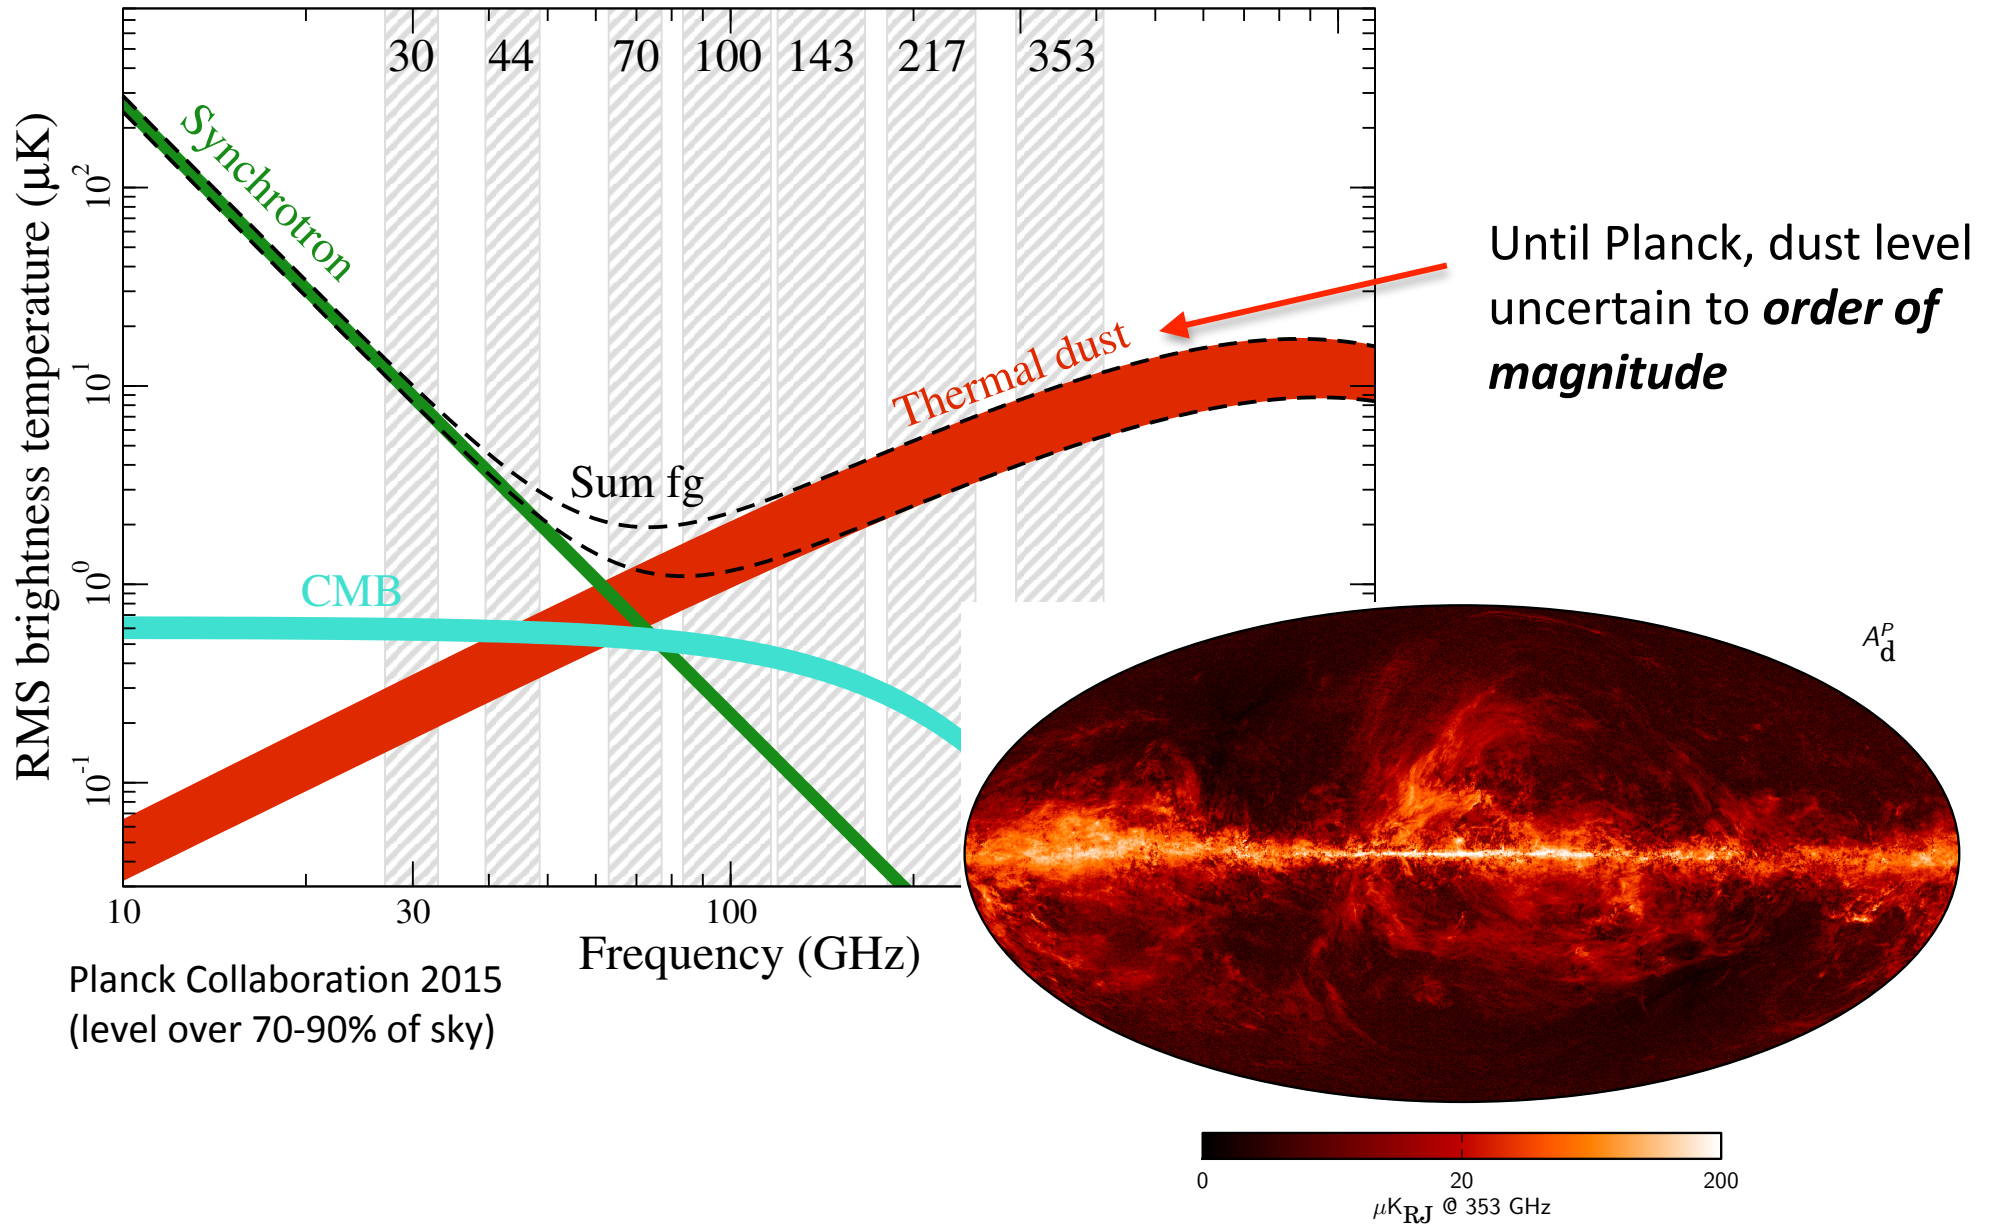 30 44 70 100 143 217 353
Synchrotron
Thermal dust
Sum fg
CMB
RMS brightness temperature (μK)
10² 
10¹
10⁰
10⁻¹
10 30 100
Frequency (GHz)
Until Planck, dust level
uncertain to order of
magnitude
Planck Collaboration 2015
(level over 70-90% of sky)
A_d^P
0 20 200
μK_RJ @ 353 GHz